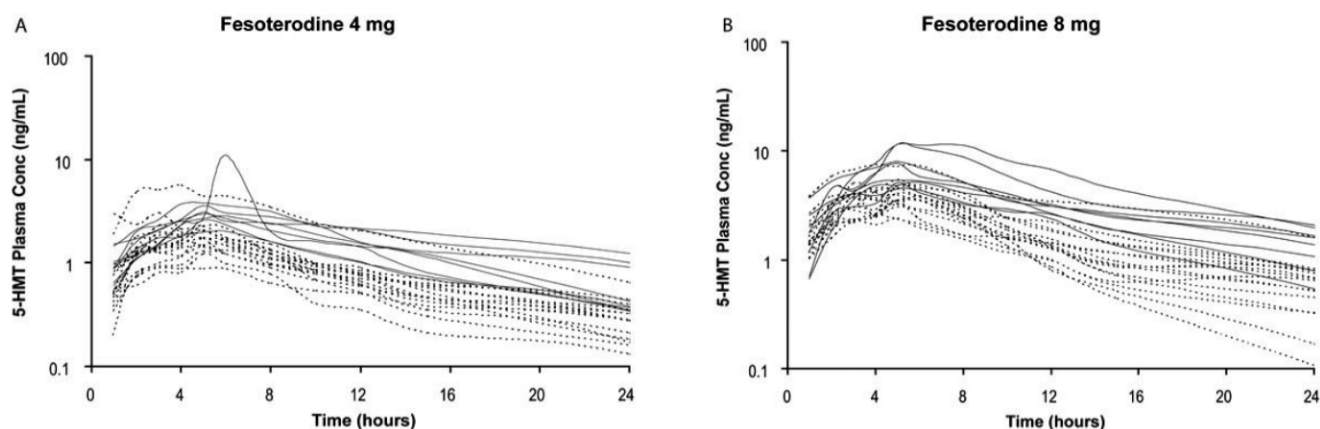 A
Fesoterodine 4 mg
100
10
1
0.1
0
4
8
12
16
20
24
5-HMT Plasma Conc (ng/mL)
Time (hours)
B
Fesoterodine 8 mg
100
10
1
0.1
0
4
8
12
16
20
24
5-HMT Plasma Conc (ng/mL)
Time (hours)